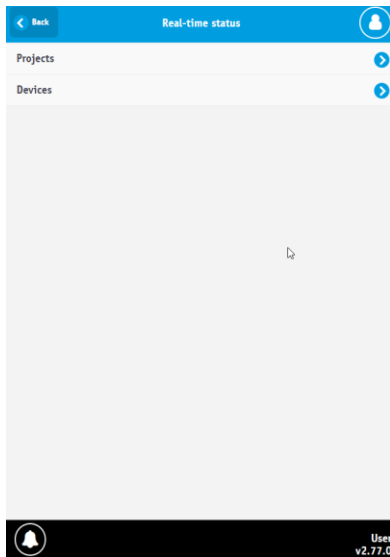 Back
Real-time status
Projects
Devices
User
v2.77.0